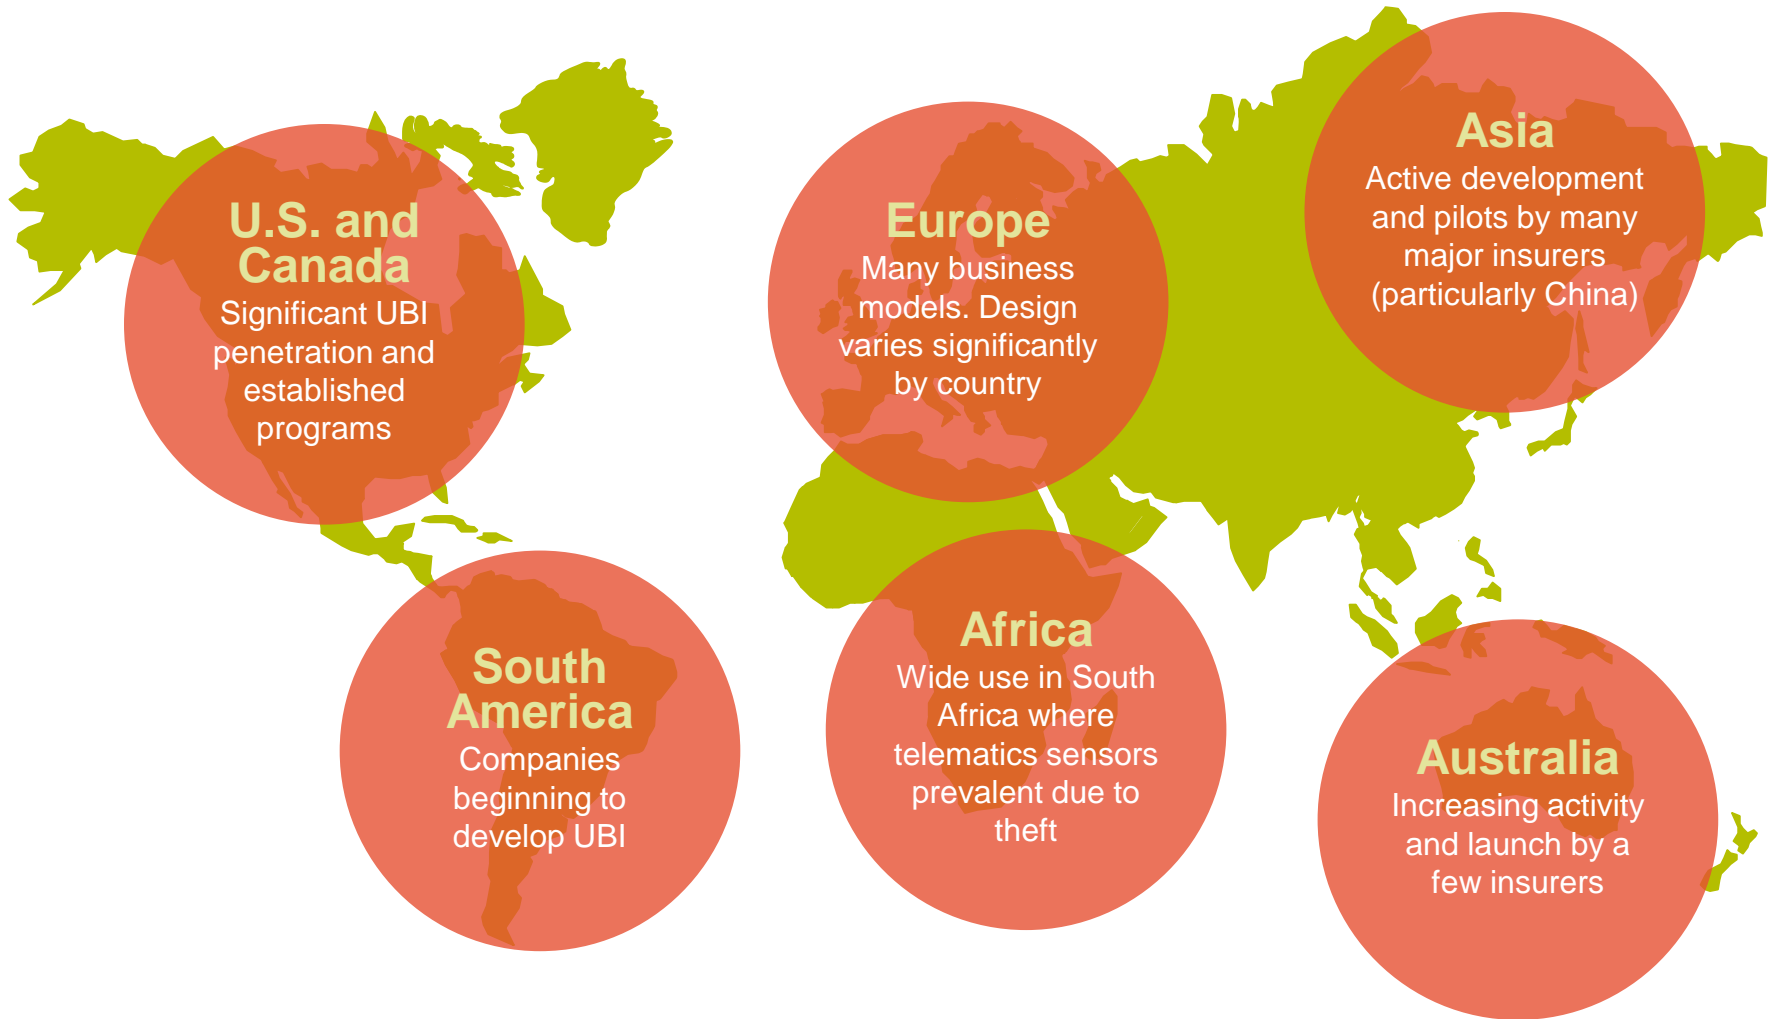 U.S. and
Canada
Significant UBI
penetration and
established
programs
Europe
Many business
models. Design
varies significantly
by country
Asia
Active development
and pilots by many
major insurers
(particularly China)
South
America
Companies
beginning to
develop UBI
Africa
Wide use in South
Africa where
telematics sensors
prevalent due to
theft
Australia
Increasing activity
and launch by a
few insurers